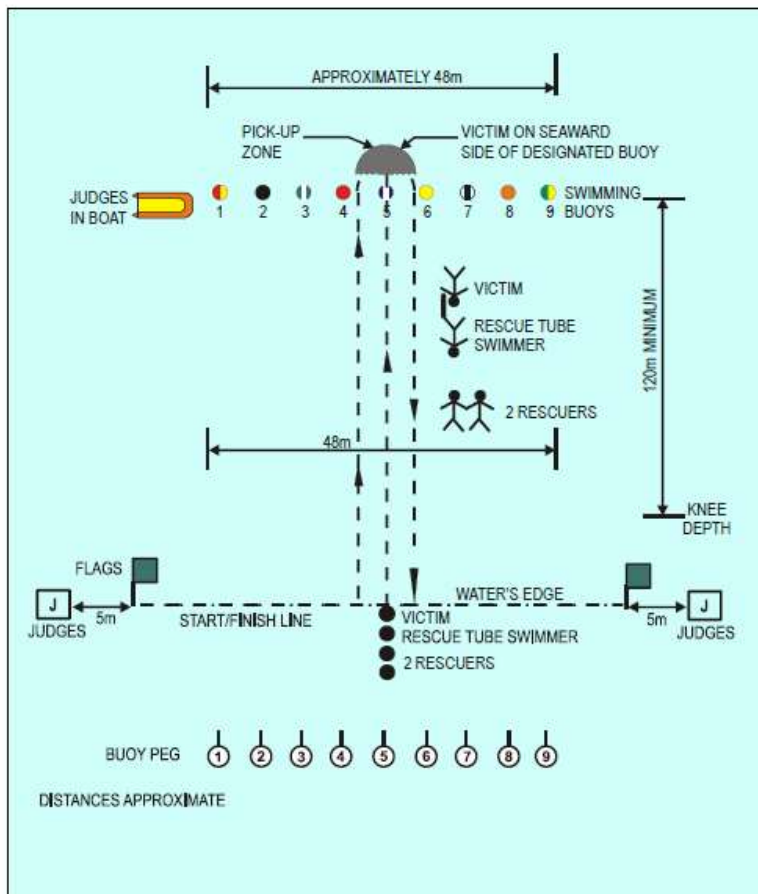 APPROXIMATELY 48m
PICK-UP
ZONE
VICTIM ON SEAWARD
SIDE OF DESIGNATED BUOY
JUDGES
IN BOAT
1 2 3 4 5 6 7 8 9
SWIMMING
BUOYS
VICTIM
RESCUE TUBE
SWIMMER
120m MINIMUM
2 RESCUERS
48m
KNEE
DEPTH
FLAGS
WATER'S EDGE
J
JUDGES
5m
START/FINISH LINE
VICTIM
RESCUE TUBE SWIMMER
2 RESCUERS
5m
J
JUDGES
BUOY PEG
1 2 3 4 5 6 7 8 9
DISTANCES APPROXIMATE